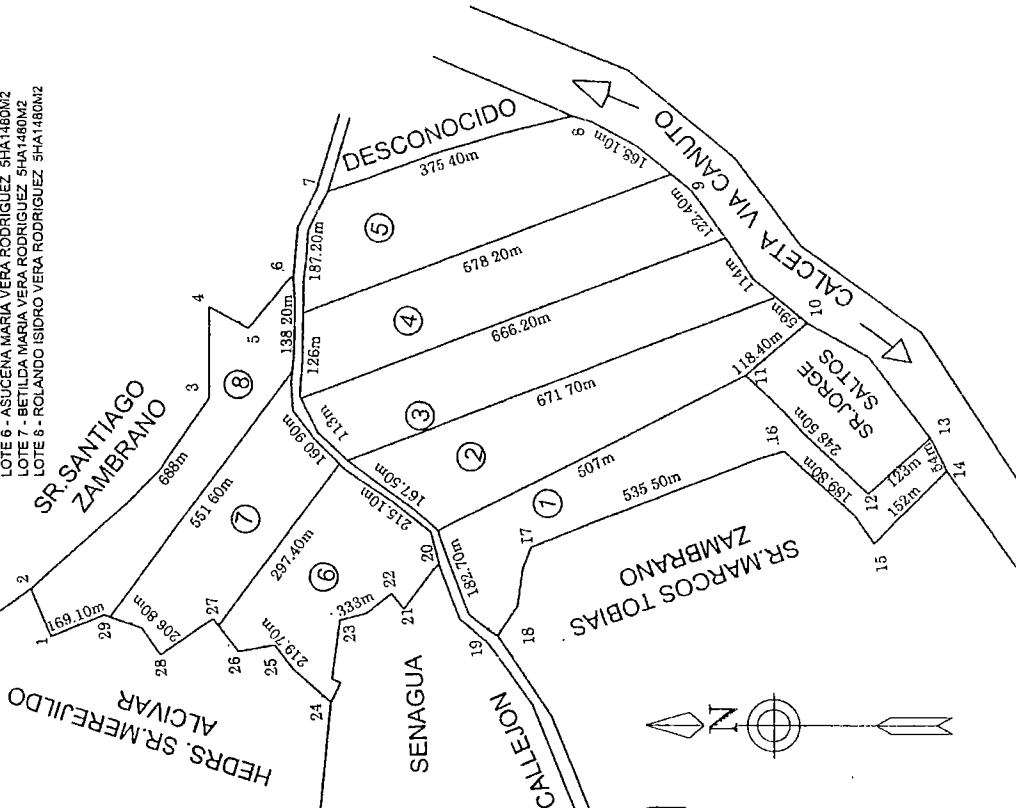 LOTE 6 - ASUCENA MARIA VERA RODRIGUEZ 5HA1480M2
LOTE 7 - BETILDA MARIA VERA RODRIGUEZ 5HA1480M2
LOTE 8 - ROLANDO ISIDRO VERA RODRIGUEZ 5HA1480M2
SR.SANTIAGO
ZAMBRANO
DESCONOCIDO
CALCETA VIA CANUTO
HEDRS. SR.MEREJILDO
ALCIVAR
SENAGUA
CALLEJON
SR.MARCOS TOBIAS
ZAMBRANO
SR.JORGE
SALTOS
N
1
2
3
4
5
6
7
8
9
10
11
12
13
14
15
16
17
18
19
20
21
22
23
24
25
26
27
28
29
1
2
3
4
5
6
7
8
169.10m
688m
551 60m
206 80m
297.40m
219.70m
333m
215.10m
160 90m
138 20m
187.20m
126m
113m
167.50m
182.70m
375 40m
578 20m
666.20m
671 70m
507m
535 50m
163.10m
122.40m
114m
59m
118.40m
248 50m
123m
54m
152m
189.80m